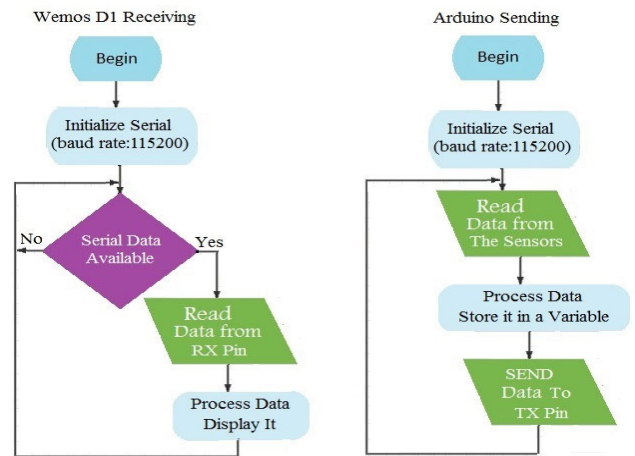 Wemos D1 Receiving
Begin
Initialize Serial
(baud rate:115200)
No
Serial Data
Available
Yes
Read
Data from
RX Pin
Process Data
Display It
Arduino Sending
Begin
Initialize Serial
(baud rate:115200)
Read
Data from
The Sensors
Process Data
Store it in a Variable
SEND
Data To
TX Pin